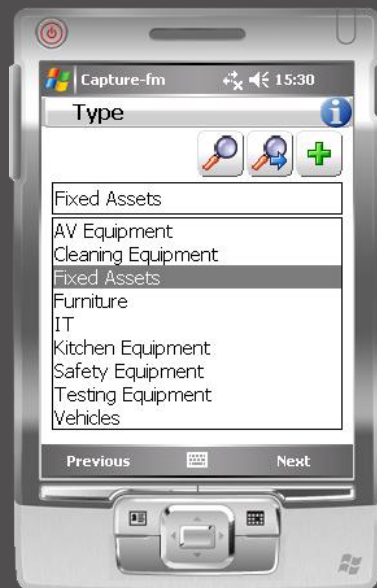 Capture-fm 15:30
Type
Fixed Assets
AV Equipment
Cleaning Equipment
Fixed Assets
Furniture
IT
Kitchen Equipment
Safety Equipment
Testing Equipment
Vehicles
Previous Next